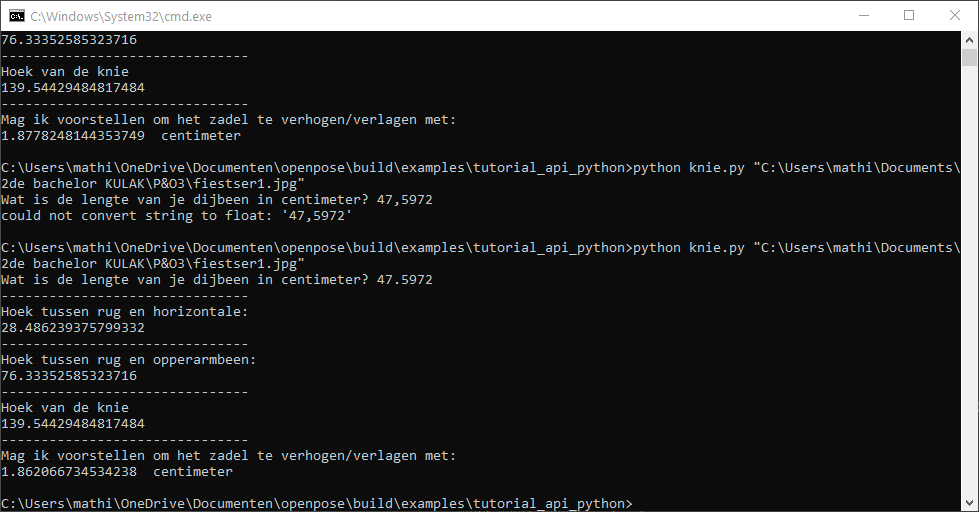 C:\Windows\System32\cmd.exe
76.33352585323716
-------------------------------
Hoek van de knie
139.54429484817484
-------------------------------
Mag ik voorstellen om het zadel te verhogen/verlagen met:
1.8778248144353749  centimeter
C:\Users\mathi\OneDrive\Documenten\openpose\build\examples\tutorial_api_python>python knie.py "C:\Users\mathi\Documents\
2de bachelor KULAK\P&O3\fiestser1.jpg"
Wat is de lengte van je dijbeen in centimeter? 47,5972
could not convert string to float: '47,5972'
C:\Users\mathi\OneDrive\Documenten\openpose\build\examples\tutorial_api_python>python knie.py "C:\Users\mathi\Documents\
2de bachelor KULAK\P&O3\fiestser1.jpg"
Wat is de lengte van je dijbeen in centimeter? 47.5972
-------------------------------
Hoek tussen rug en horizontale:
28.486239375799332
-------------------------------
Hoek tussen rug en opperarmbeen:
76.33352585323716
-------------------------------
Hoek van de knie
139.54429484817484
-------------------------------
Mag ik voorstellen om het zadel te verhogen/verlagen met:
1.862066734534238  centimeter
C:\Users\mathi\OneDrive\Documenten\openpose\build\examples\tutorial_api_python>